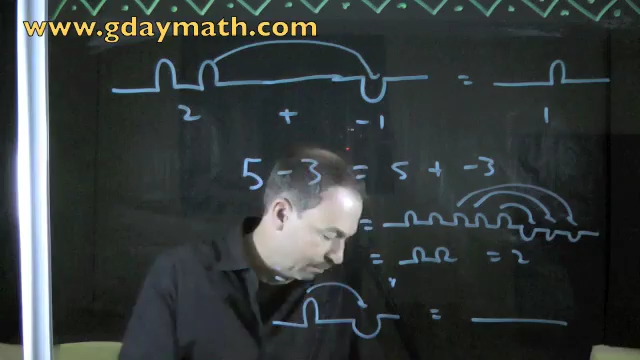 www.gdaymath.com
=
2 + -1 1
5 - 3 = 5 + -3
=
= = 2
=